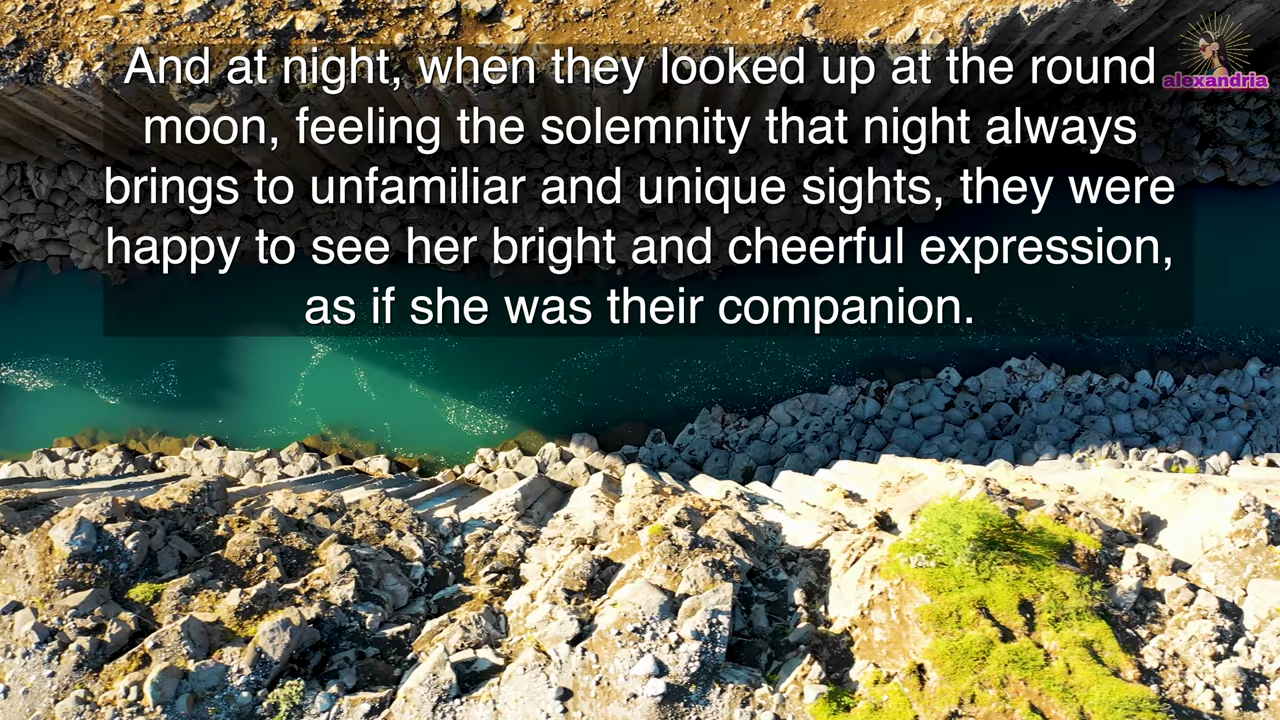 And at night, when they looked up at the round
moon, feeling the solemnity that night always
brings to unfamiliar and unique sights, they were
happy to see her bright and cheerful expression,
as if she was their companion.
alexandria